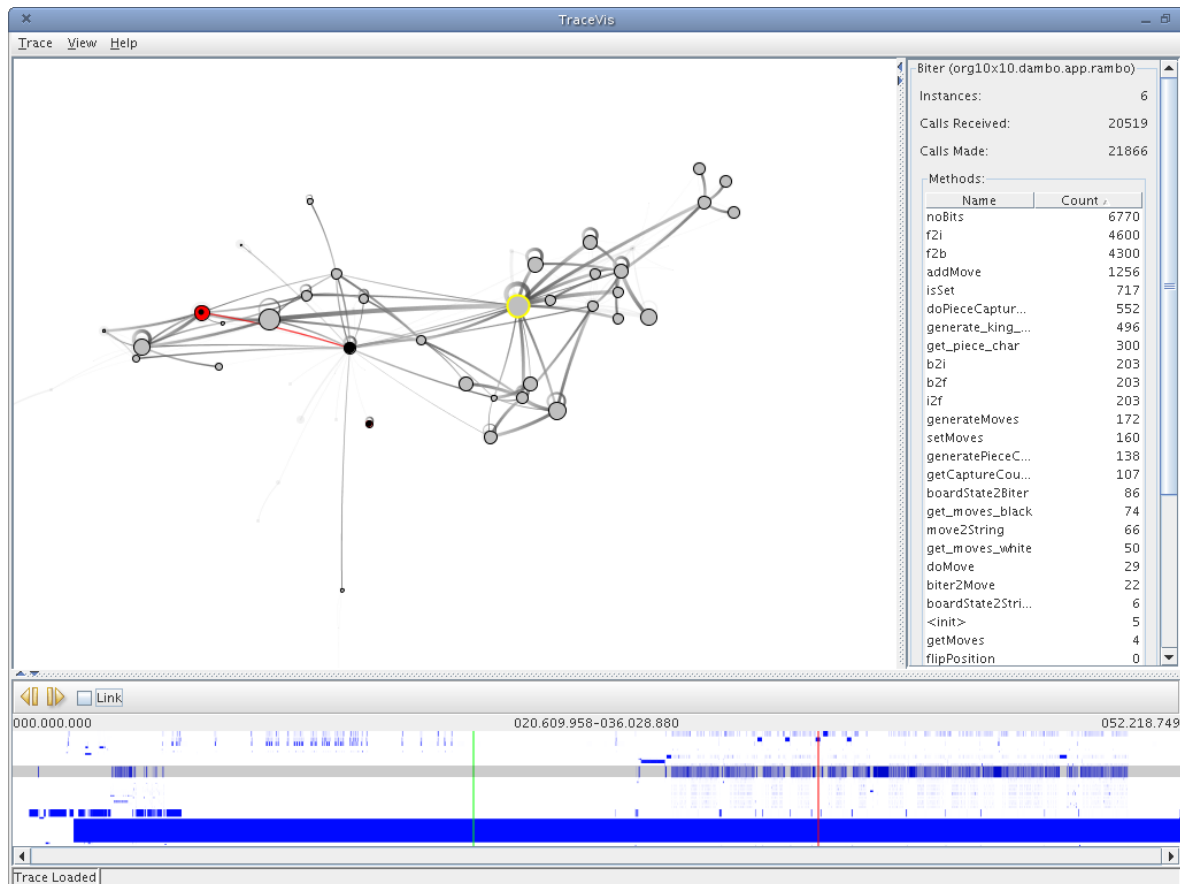 TraceVis
Trace View Help
Biter (org10x10.dambo.app.rambo)
Instances: 6
Calls Received: 20519
Calls Made: 21866
Methods:
Name Count
noBits 6770
f2i 4600
f2b 4300
addMove 1256
isSet 717
doPieceCaptur... 552
generate_king_... 496
get_piece_char 300
b2i 203
b2f 203
i2f 203
generateMoves 172
setMoves 160
generatePieceC... 138
getCaptureCou... 107
boardState2Biter 86
get_moves_black 74
move2String 66
get_moves_white 50
doMove 29
biter2Move 22
boardState2Stri... 6
<init> 5
getMoves 4
flipPosition 0
Link
000.000.000 020.609.958-036.028.880 052.218.749
Trace Loaded